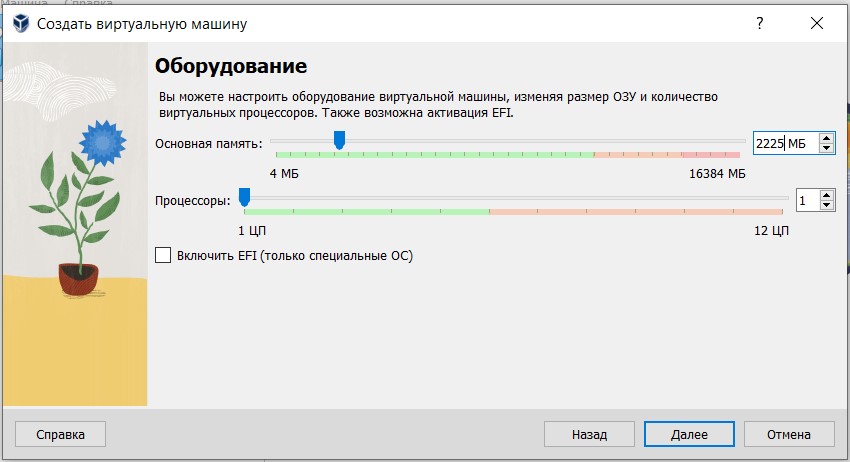 Машина Справка
Создать виртуальную машину
?
Оборудование
Вы можете настроить оборудование виртуальной машины, изменяя размер ОЗУ и количество
виртуальных процессоров. Также возможна активация EFI.
Основная память:
2225 МБ
4 МБ
16384 МБ
Процессоры:
1
1 ЦП
12 ЦП
Включить EFI (только специальные ОС)
Справка
Назад
Далее
Отмена